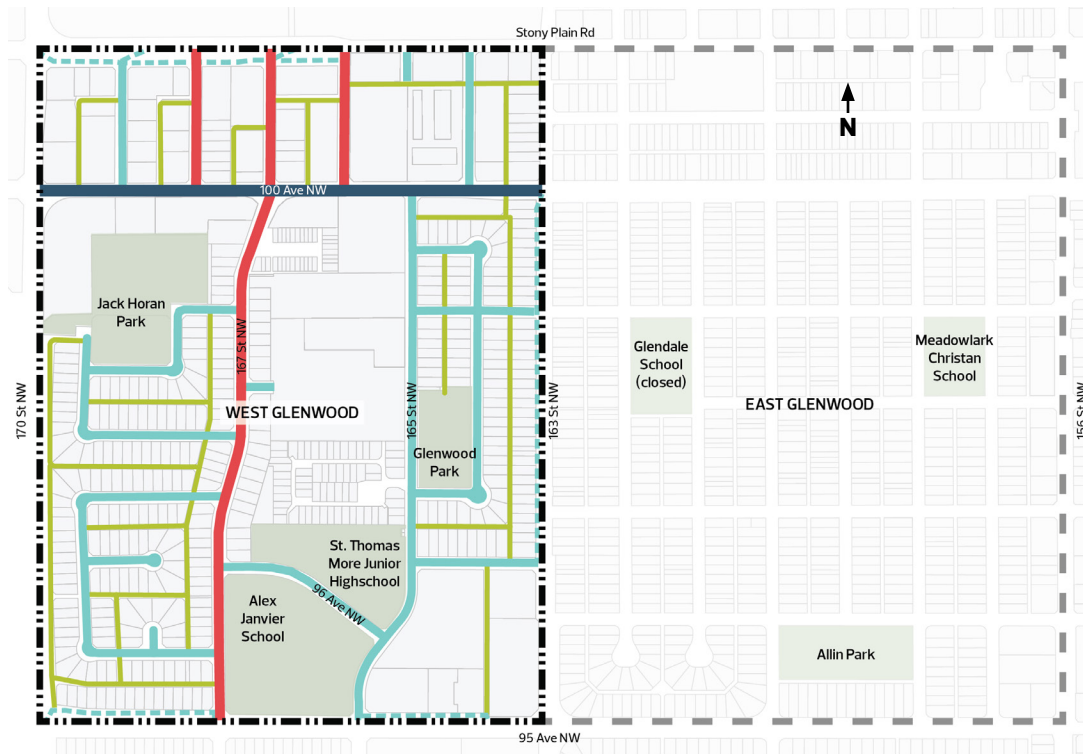 Stony Plain Rd
N
100 Ave NW
Jack Horan
Park
167 St NW
170 St NW
WEST GLENWOOD
165 St NW
163 St NW
Glenwood
Park
Glendale
School
(closed)
EAST GLENWOOD
Meadowlark
Christan
School
156 St NW
St. Thomas
More Junior
Highschool
96 Ave NW
Alex
Janvier
School
Allin Park
95 Ave NW